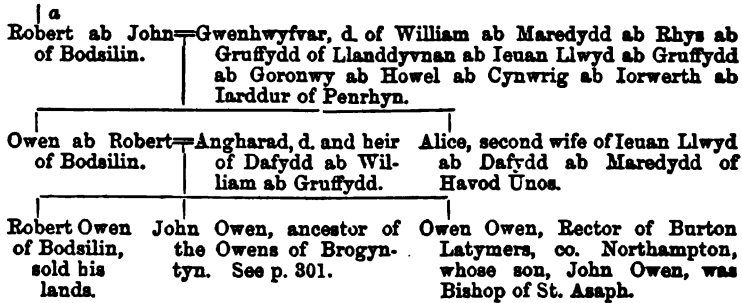 a
Robert ab John=Gwenhwyfvar, d. of William ab Maredydd ab Rhys ab
of Bodsilin. Gruffydd of Llanddyvnan ab Ieuan Llwyd ab Gruffydd
ab Goronwy ab Howel ab Cynwrig ab Iorwerth ab
Iarddur of Penrhyn.
Owen ab Robert=Angharad, d. and heir
of Bodsilin. of Dafydd ab Wil-
liam ab Gruffydd.
Alice, second wife of Ieuan Llwyd
ab Dafydd ab Maredydd of
Havod Ūnos.
Robert Owen
of Bodsilin,
sold his
lands.
John Owen, ancestor of
the Owens of Brogyn-
tyn. See p. 301.
Owen Owen, Rector of Burton
Latymers, co. Northampton,
whose son, John Owen, was
Bishop of St. Asaph.